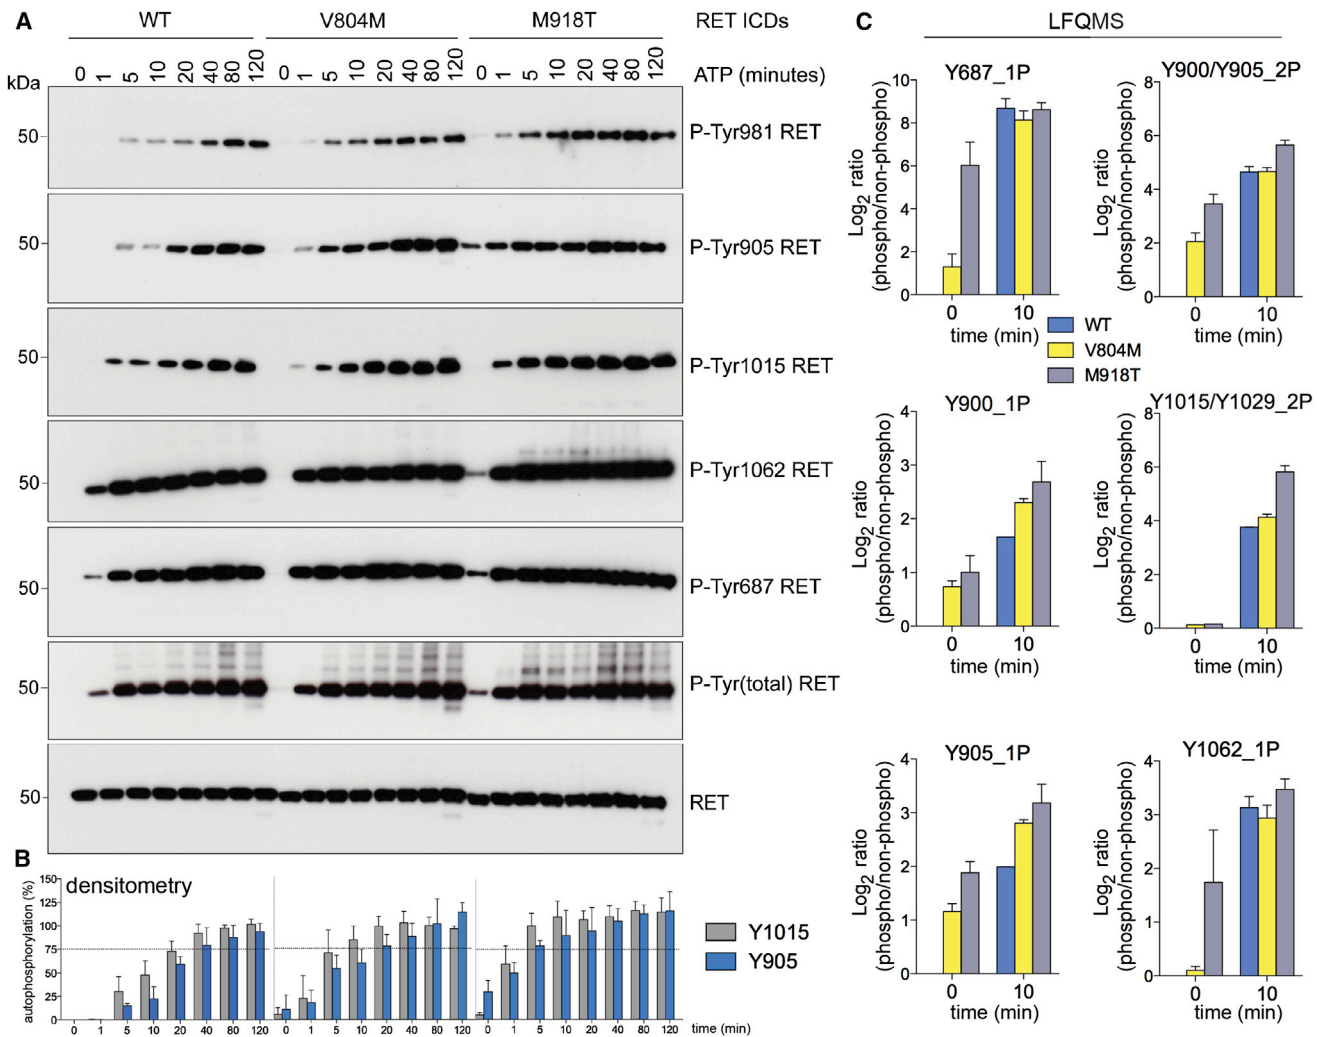 A
WT V804M M918T RET ICDs
kDa 0 1 5 10 20 40 80 120 0 1 5 10 20 40 80 120 0 1 5 10 20 40 80 120 ATP (minutes)
50 P-Tyr981 RET
50 P-Tyr905 RET
50 P-Tyr1015 RET
50 P-Tyr1062 RET
50 P-Tyr687 RET
50 P-Tyr(total) RET
50 RET
B
densitometry
autophosphorylation (%)
150
125
100
75
50
25
0
0 1 5 10 20 40 80 120 0 1 5 10 20 40 80 120 0 1 5 10 20 40 80 120 time (min)
Y1015
Y905
C
LFQMS
Y687_1P
Log2 ratio
(phospho/non-phospho)
10
8
6
4
2
0
0 10
time (min)
Y900/Y905_2P
Log2 ratio
(phospho/non-phospho)
8
6
4
2
0
0 10
time (min)
WT
V804M
M918T
Y900_1P
Log2 ratio
(phospho/non-phospho)
4
3
2
1
0
0 10
time (min)
Y1015/Y1029_2P
Log2 ratio
(phospho/non-phospho)
8
6
4
2
0
0 10
time (min)
Y905_1P
Log2 ratio
(phospho/non-phospho)
4
3
2
1
0
0 10
time (min)
Y1062_1P
Log2 ratio
(phospho/non-phospho)
4
3
2
1
0
0 10
time (min)